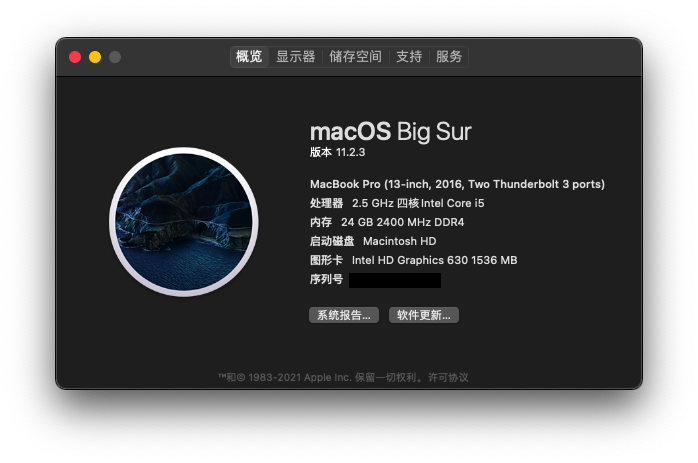 概览 显示器 储存空间 支持 服务
macOS Big Sur
版本 11.2.3
MacBook Pro (13-inch, 2016, Two Thunderbolt 3 ports)
处理器 2.5 GHz 四核Intel Core i5
内存 24 GB 2400 MHz DDR4
启动磁盘 Macintosh HD
图形卡 Intel HD Graphics 630 1536 MB
序列号
系统报告... 软件更新...
™和© 1983-2021 Apple Inc. 保留一切权利。许可协议